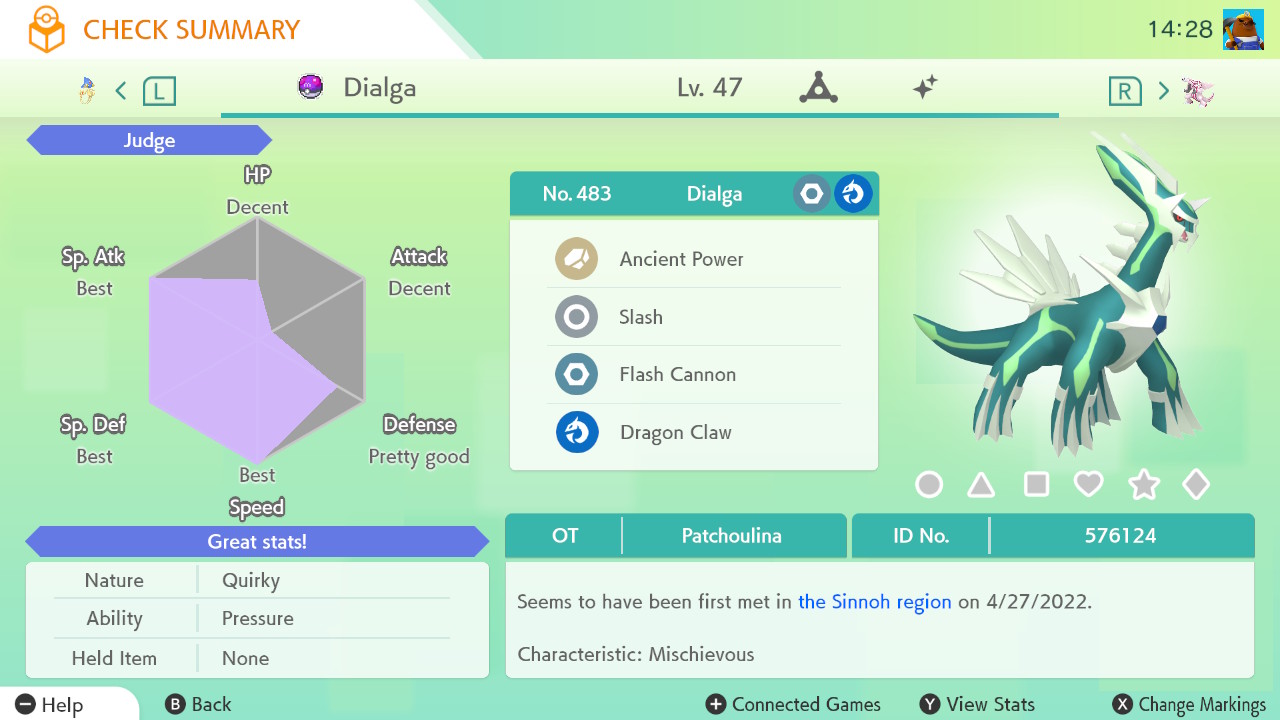 CHECK SUMMARY
14:28
L
Dialga
Lv. 47
R
Judge
HP
Decent
Sp. Atk
Best
Attack
Decent
Sp. Def
Best
Defense
Pretty good
Best
Speed
Great stats!
Nature Quirky
Ability Pressure
Held Item None
No. 483 Dialga
Ancient Power
Slash
Flash Cannon
Dragon Claw
OT Patchoulina ID No. 576124
Seems to have been first met in the Sinnoh region on 4/27/2022.
Characteristic: Mischievous
Help
B Back
Connected Games
Y View Stats
X Change Markings